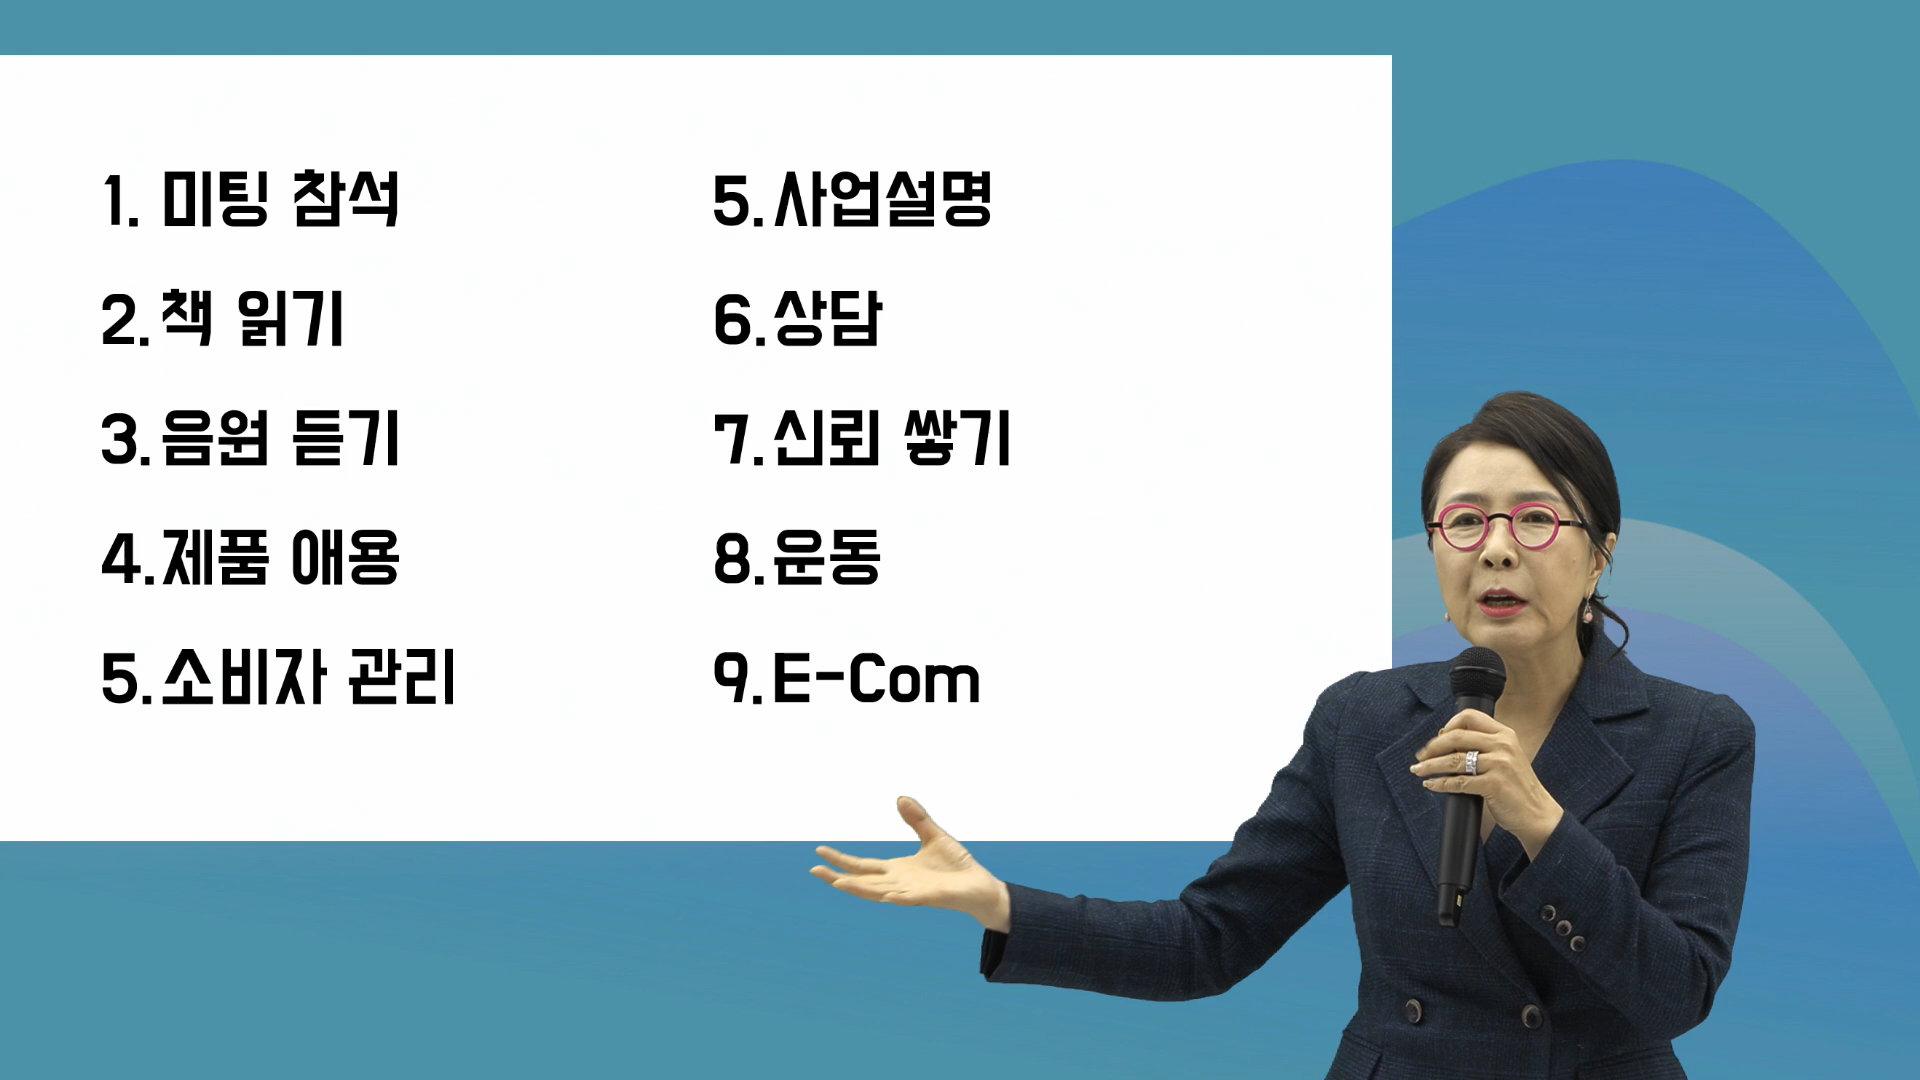 1. 미팅 참석
2. 책 읽기
3. 음원 듣기
4. 제품 애용
5. 소비자 관리
5. 사업설명
6. 상담
7. 신뢰 쌓기
8. 운동
9. E-Com